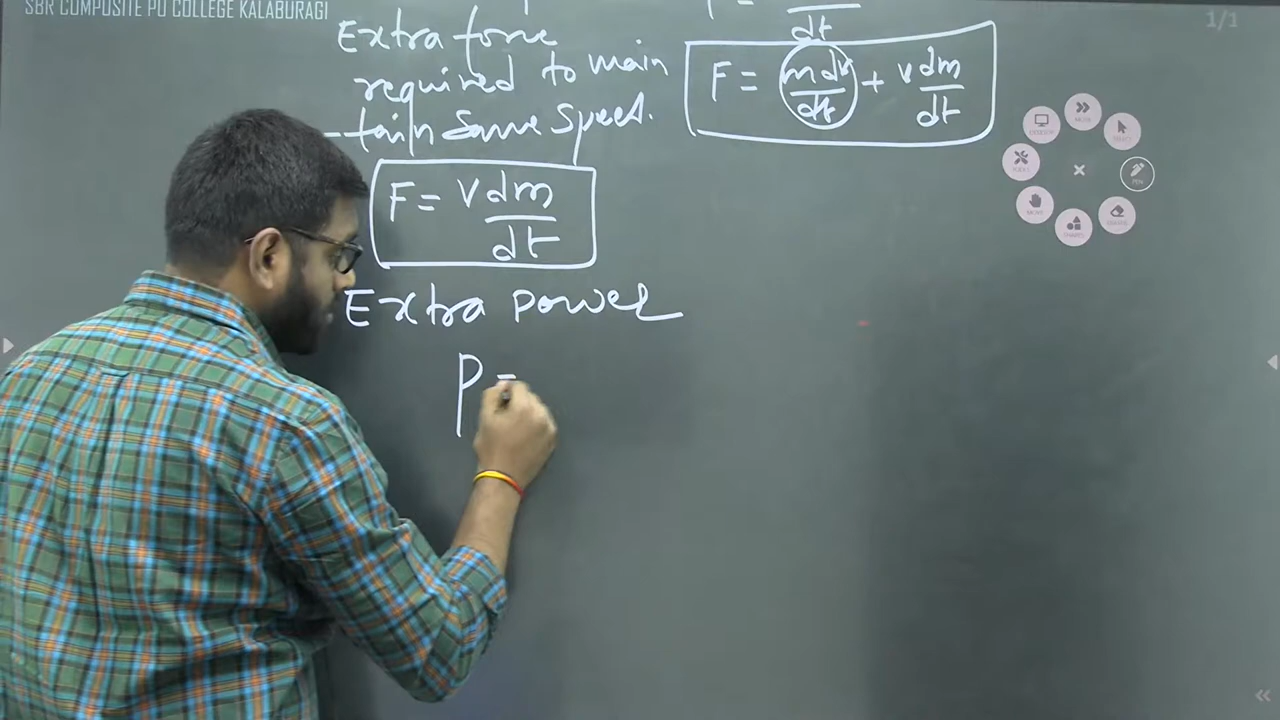 SBR COMPOSITE PU COLLEGE KALABURAGI
1/1
Extra force
required to main
-tain same speed.
dt
F = m dv/dt + v dm/dt
F = v dm/dt
Extra power
P =